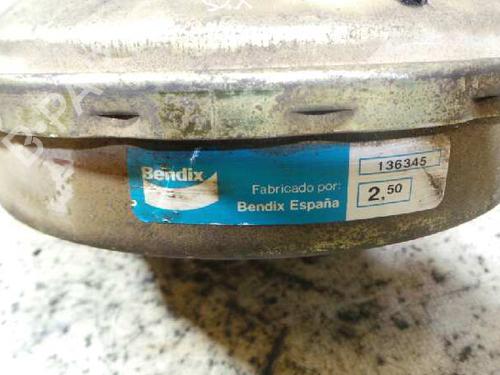 Bendix
Fabricado por:
Bendix España
136345
2,50